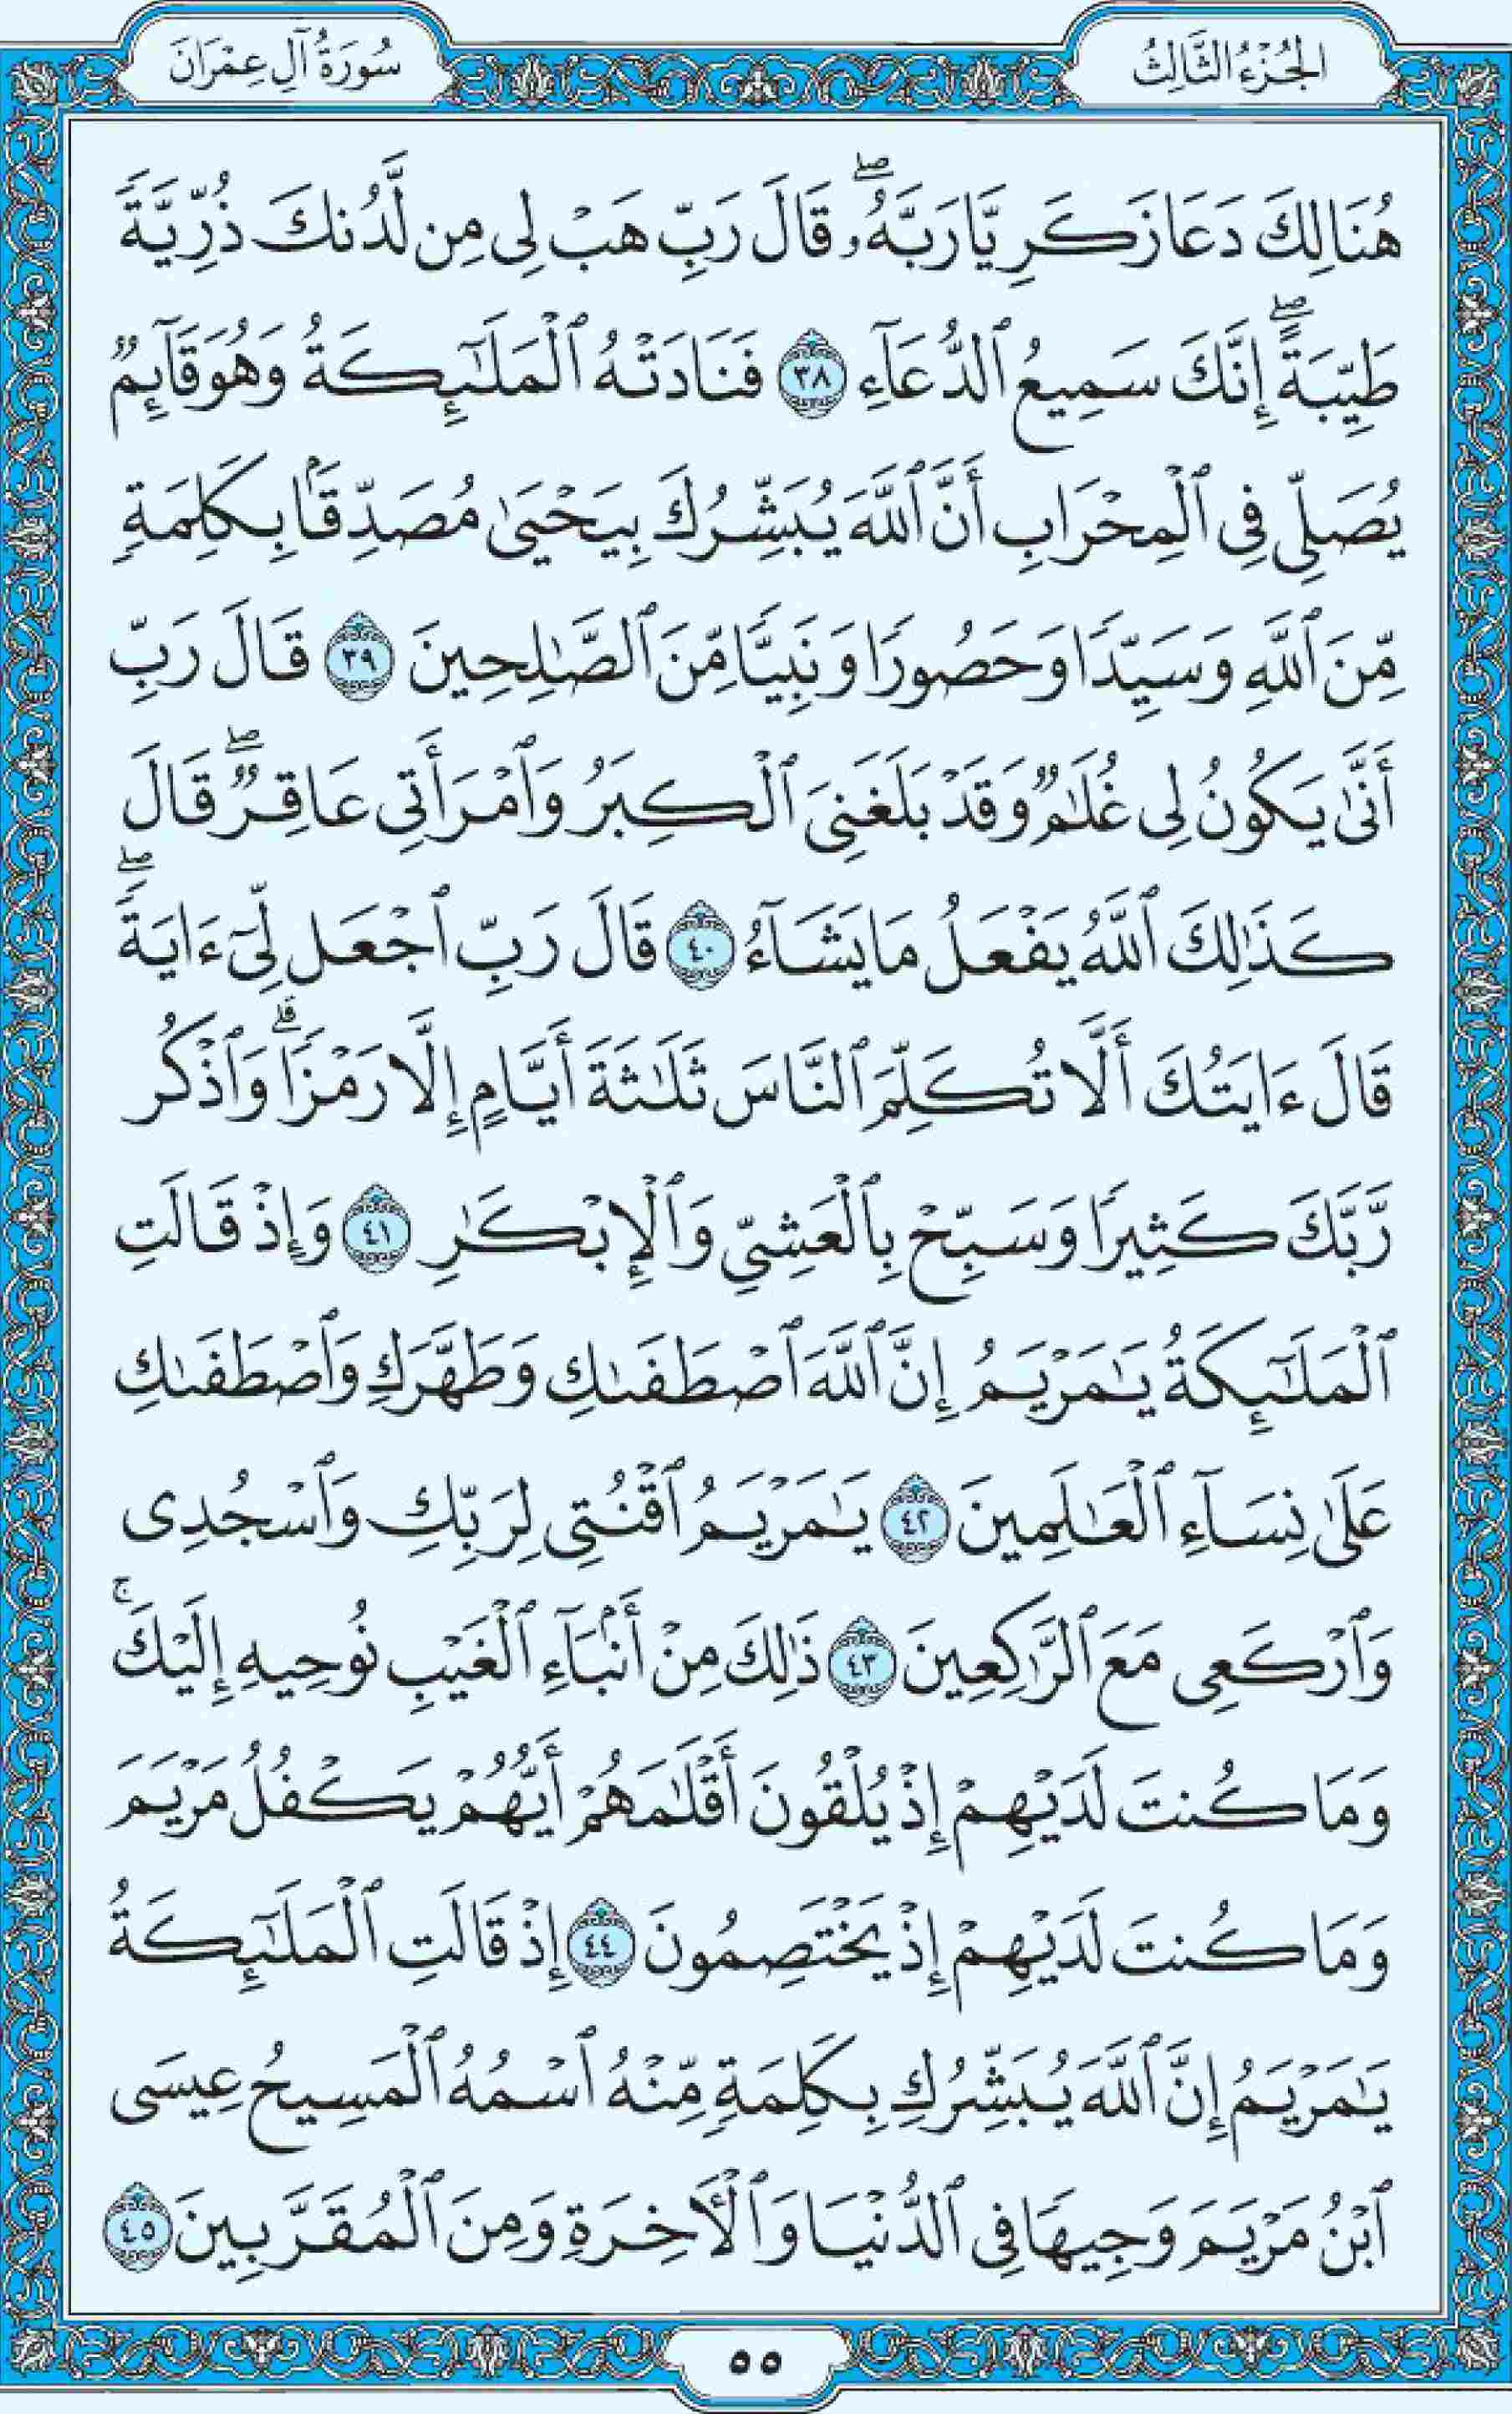 الجُزْءُ الثَّالِثُ
سُورَةُ آلِ عِمْرَانَ
هُنَالِكَ دَعَا زَكَرِيَّا رَبَّهُۥۖ قَالَ رَبِّ هَبْ لِى مِن لَّدُنكَ ذُرِّيَّةً
طَيِّبَةًۖ إِنَّكَ سَمِيعُ ٱلدُّعَآءِ ٣٨ فَنَادَتْهُ ٱلْمَلَٰٓئِكَةُ وَهُوَ قَآئِمٌ
يُصَلِّى فِى ٱلْمِحْرَابِ أَنَّ ٱللَّهَ يُبَشِّرُكَ بِيَحْيَىٰ مُصَدِّقًۢا بِكَلِمَةٍ
مِّنَ ٱللَّهِ وَسَيِّدًا وَحَصُورًا وَنَبِيًّا مِّنَ ٱلصَّٰلِحِينَ ٣٩ قَالَ رَبِّ
أَنَّىٰ يَكُونُ لِى غُلَٰمٌ وَقَدْ بَلَغَنِىَ ٱلْكِبَرُ وَٱمْرَأَتِى عَاقِرٌۖ قَالَ
كَذَٰلِكَ ٱللَّهُ يَفْعَلُ مَا يَشَآءُ ٤٠ قَالَ رَبِّ ٱجْعَل لِّىٓ ءَايَةًۖ
قَالَ ءَايَتُكَ أَلَّا تُكَلِّمَ ٱلنَّاسَ ثَلَٰثَةَ أَيَّامٍ إِلَّا رَمْزًاۗ وَٱذْكُر
رَّبَّكَ كَثِيرًا وَسَبِّحْ بِٱلْعَشِىِّ وَٱلْإِبْكَٰرِ ٤١ وَإِذْ قَالَتِ
ٱلْمَلَٰٓئِكَةُ يَٰمَرْيَمُ إِنَّ ٱللَّهَ ٱصْطَفَىٰكِ وَطَهَّرَكِ وَٱصْطَفَىٰكِ
عَلَىٰ نِسَآءِ ٱلْعَٰلَمِينَ ٤٢ يَٰمَرْيَمُ ٱقْنُتِى لِرَبِّكِ وَٱسْجُدِى
وَٱرْكَعِى مَعَ ٱلرَّٰكِعِينَ ٤٣ ذَٰلِكَ مِنْ أَنۢبَآءِ ٱلْغَيْبِ نُوحِيهِ إِلَيْكَۚ
وَمَا كُنتَ لَدَيْهِمْ إِذْ يُلْقُونَ أَقْلَٰمَهُمْ أَيُّهُمْ يَكْفُلُ مَرْيَمَ
وَمَا كُنتَ لَدَيْهِمْ إِذْ يَخْتَصِمُونَ ٤٤ إِذْ قَالَتِ ٱلْمَلَٰٓئِكَةُ
يَٰمَرْيَمُ إِنَّ ٱللَّهَ يُبَشِّرُكِ بِكَلِمَةٍ مِّنْهُ ٱسْمُهُ ٱلْمَسِيحُ عِيسَى
ٱبْنُ مَرْيَمَ وَجِيهًا فِى ٱلدُّنْيَا وَٱلْأَخِرَةِ وَمِنَ ٱلْمُقَرَّبِينَ ٤٥
٥٥